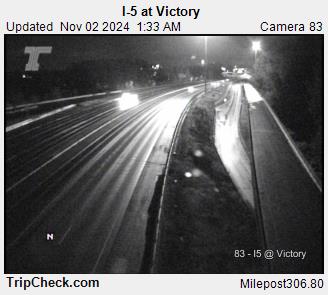 I-5 at Victory
Updated Nov 02 2024 1:33 AM Camera 83
T
N
83 - I5 @ Victory
TripCheck.com Milepost306.80